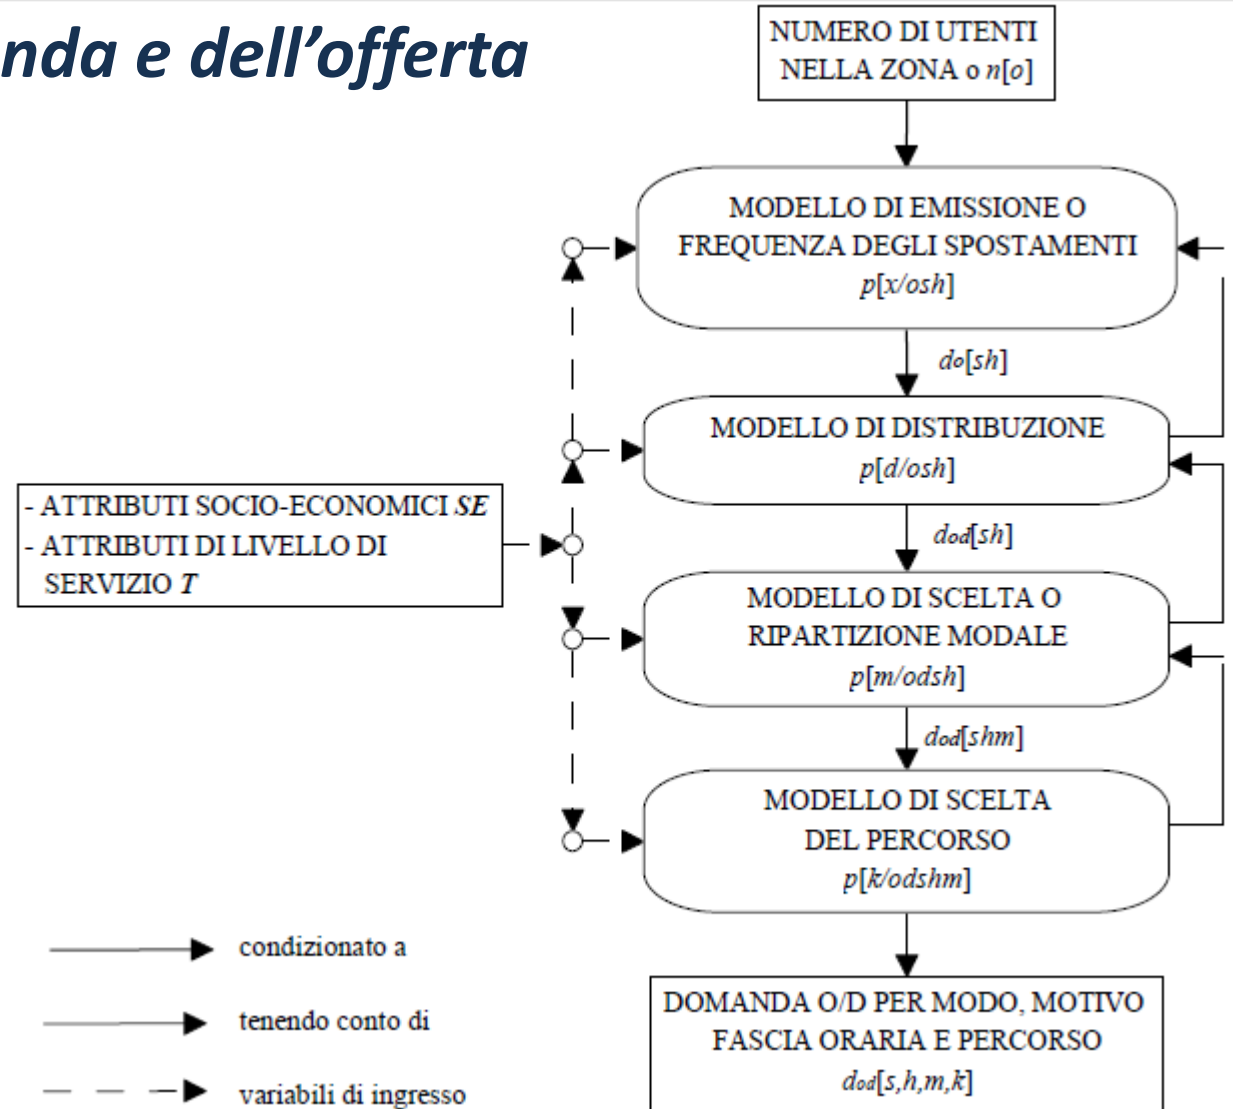 nda e dell’offerta
NUMERO DI UTENTI
NELLA ZONA o n[o]
MODELLO DI EMISSIONE O
FREQUENZA DEGLI SPOSTAMENTI
p[x/osh]
do[sh]
MODELLO DI DISTRIBUZIONE
p[d/osh]
dod[sh]
- ATTRIBUTI SOCIO-ECONOMICI SE
- ATTRIBUTI DI LIVELLO DI
SERVIZIO T
MODELLO DI SCELTA O
RIPARTIZIONE MODALE
p[m/odsh]
dod[shm]
MODELLO DI SCELTA
DEL PERCORSO
p[k/odshm]
condizionato a
tenendo conto di
variabili di ingresso
DOMANDA O/D PER MODO, MOTIVO
FASCIA ORARIA E PERCORSO
dod[s,h,m,k]